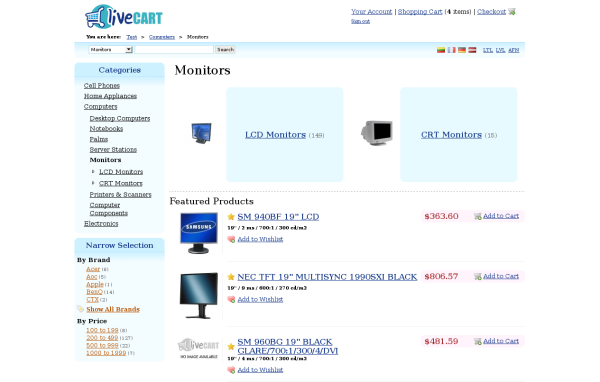 LiveCART
Your Account | Shopping Cart (4 items) | Checkout
Sign out
You are here: Test > Computers > Monitors
Monitors Search LTL LVL AFN
Categories
Cell Phones
Home Appliances
Computers
Desktop Computers
Notebooks
Palms
Server Stations
Monitors
LCD Monitors
CRT Monitors
Printers & Scanners
Computer
Components
Electronics
Narrow Selection
By Brand
Acer (6)
Aoc (5)
Apple (1)
BenQ (14)
CTX (2)
Show All Brands
By Price
100 to 199 (8)
200 to 499 (127)
500 to 999 (22)
1000 to 1999 (7)
Monitors
LCD Monitors (149)
CRT Monitors (15)
Featured Products
SAMSUNG
SM 940BF 19" LCD
$363.60 Add to Cart
19" / 2 ms / 700:1 / 300 cd/m2
Add to Wishlist
NEC TFT 19" MULTISYNC 1990SXI BLACK
$806.57 Add to Cart
19" / 8 ms / 600:1 / 270 cd/m2
Add to Wishlist
LiveCART
NO IMAGE AVAILABLE
SM 960BG 19" BLACK
GLARE/700:1/300/4/DVI
$481.59 Add to Cart
19" / 4 ms / 700:1 / 300 cd/m2
Add to Wishlist